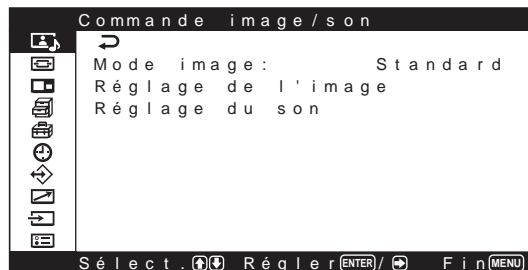 Commande image/son
Mode image: Standard
Réglage de l'image
Réglage du son
Sélect. Régler ENTER / Fin MENU